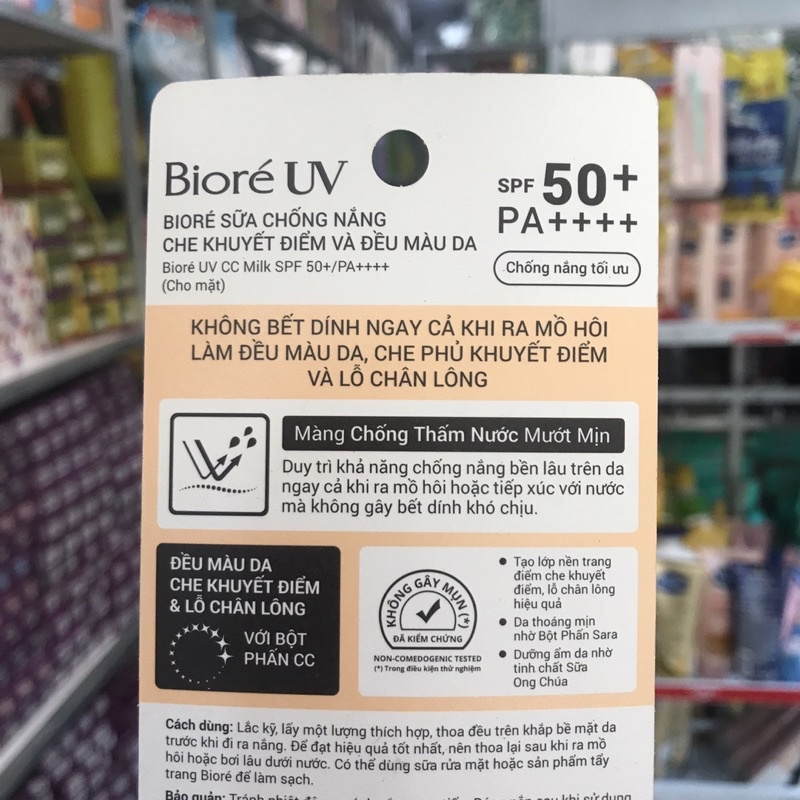 Bioré UV
BIORÉ SỮA CHỐNG NẮNG
CHE KHUYẾT ĐIỂM VÀ ĐỀU MÀU DA
Bioré UV CC Milk SPF 50+/PA++++
(Cho mặt)
SPF 50+
PA++++
Chống nắng tối ưu
KHÔNG BẾT DÍNH NGAY CẢ KHI RA MỒ HÔI
LÀM ĐỀU MÀU DA, CHE PHỦ KHUYẾT ĐIỂM
VÀ LỖ CHÂN LÔNG
Màng Chống Thấm Nước Mướt Mịn
Duy trì khả năng chống nắng bền lâu trên da
ngay cả khi ra mồ hôi hoặc tiếp xúc với nước
mà không gây bết dính khó chịu.
ĐỀU MÀU DA
CHE KHUYẾT ĐIỂM
& LỖ CHÂN LÔNG
VỚI BỘT
PHẤN CC
KHÔNG GÂY MỤN (*)
ĐÃ KIỂM CHỨNG
NON-COMEDOGENIC TESTED
(*) Trong điều kiện thử nghiệm
• Tạo lớp nền trang
điểm che khuyết
điểm, lỗ chân lông
hiệu quả
• Da thoáng mịn
nhờ Bột Phấn Sara
• Dưỡng ẩm da nhờ
tinh chất Sữa
Ong Chúa
Cách dùng: Lắc kỹ, lấy một lượng thích hợp, thoa đều trên khắp bề mặt da
trước khi đi ra nắng. Để đạt hiệu quả tốt nhất, nên thoa lại sau khi ra mồ
hôi hoặc bơi lâu dưới nước. Có thể dùng sữa rửa mặt hoặc sản phẩm tẩy
trang Bioré để làm sạch.
Bảo quản: Tránh nhiệt độ